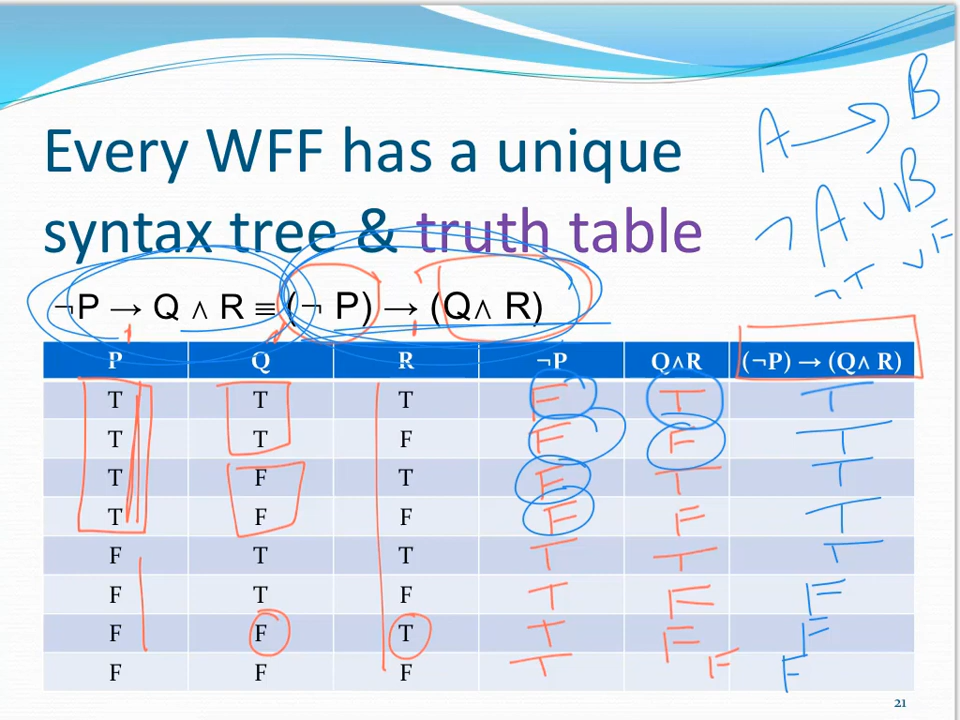 Every WFF has a unique
syntax tree & truth table
A → B
¬ A ∨ B
¬ T ∨ F
¬P → Q ∧ R ≡ (¬ P) → (Q∧ R)
P Q R ¬P Q∧R (¬P) → (Q∧ R)
T T T F T T
T T F F F T
T F T F T T
T F F F F T
F T T T T T
F T F T F F
F F T T F F
F F F T F F
21